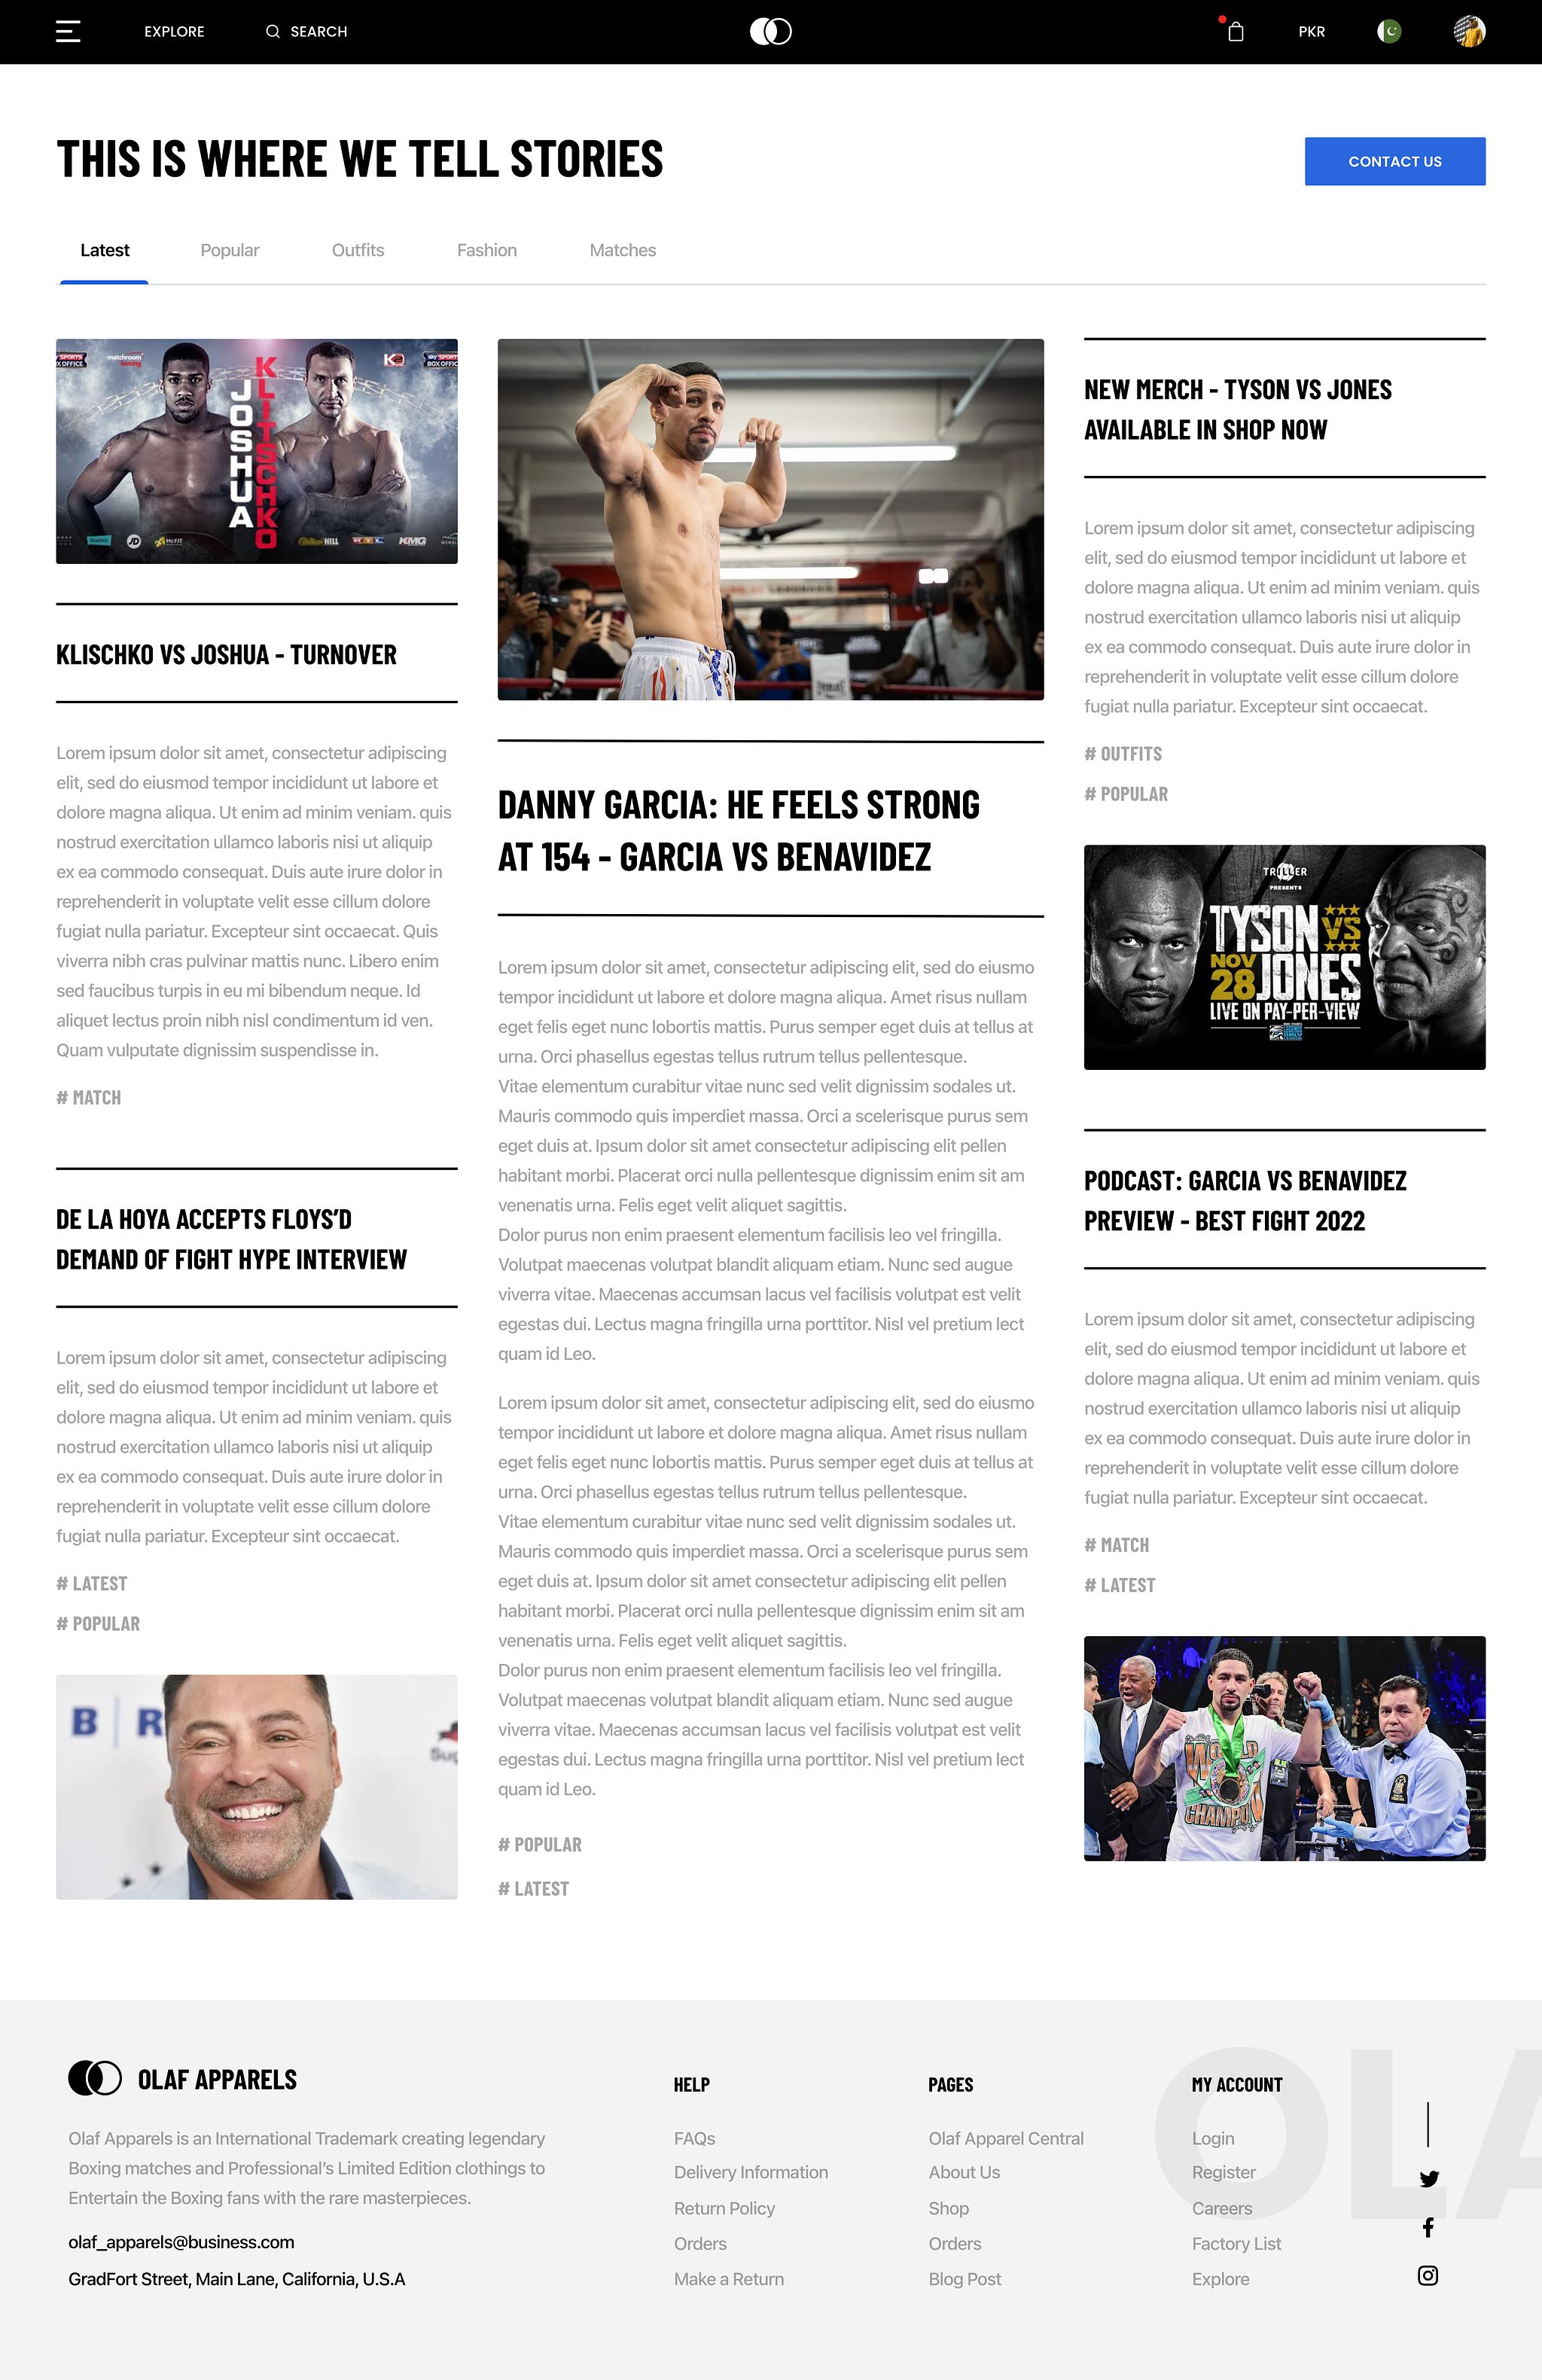 EXPLORE
SEARCH
PKR
THIS IS WHERE WE TELL STORIES
CONTACT US
Latest
Popular
Outfits
Fashion
Matches
matchroom
Boxing
SPORTS
BOX OFFICE
JOSHUA
KLITSCHKO
JD
McFIT
HILL
KMG
KLISCHKO VS JOSHUA - TURNOVER
Lorem ipsum dolor sit amet, consectetur adipiscing
elit, sed do eiusmod tempor incididunt ut labore et
dolore magna aliqua. Ut enim ad minim veniam. quis
nostrud exercitation ullamco laboris nisi ut aliquip
ex ea commodo consequat. Duis aute irure dolor in
reprehenderit in voluptate velit esse cillum dolore
fugiat nulla pariatur. Excepteur sint occaecat. Quis
viverra nibh cras pulvinar mattis nunc. Libero enim
sed faucibus turpis in eu mi bibendum neque. Id
aliquet lectus proin nibh nisl condimentum id ven.
Quam vulputate dignissim suspendisse in.
# MATCH
DE LA HOYA ACCEPTS FLOYS’D
DEMAND OF FIGHT HYPE INTERVIEW
Lorem ipsum dolor sit amet, consectetur adipiscing
elit, sed do eiusmod tempor incididunt ut labore et
dolore magna aliqua. Ut enim ad minim veniam. quis
nostrud exercitation ullamco laboris nisi ut aliquip
ex ea commodo consequat. Duis aute irure dolor in
reprehenderit in voluptate velit esse cillum dolore
fugiat nulla pariatur. Excepteur sint occaecat.
# LATEST
# POPULAR
B | R
DANNY GARCIA: HE FEELS STRONG
AT 154 - GARCIA VS BENAVIDEZ
Lorem ipsum dolor sit amet, consectetur adipiscing elit, sed do eiusmo
tempor incididunt ut labore et dolore magna aliqua. Amet risus nullam
eget felis eget nunc lobortis mattis. Purus semper eget duis at tellus at
urna. Orci phasellus egestas tellus rutrum tellus pellentesque.
Vitae elementum curabitur vitae nunc sed velit dignissim sodales ut.
Mauris commodo quis imperdiet massa. Orci a scelerisque purus sem
eget duis at. Ipsum dolor sit amet consectetur adipiscing elit pellen
habitant morbi. Placerat orci nulla pellentesque dignissim enim sit am
venenatis urna. Felis eget velit aliquet sagittis.
Dolor purus non enim praesent elementum facilisis leo vel fringilla.
Volutpat maecenas volutpat blandit aliquam etiam. Nunc sed augue
viverra vitae. Maecenas accumsan lacus vel facilisis volutpat est velit
egestas dui. Lectus magna fringilla urna porttitor. Nisl vel pretium lect
quam id Leo.
Lorem ipsum dolor sit amet, consectetur adipiscing elit, sed do eiusmo
tempor incididunt ut labore et dolore magna aliqua. Amet risus nullam
eget felis eget nunc lobortis mattis. Purus semper eget duis at tellus at
urna. Orci phasellus egestas tellus rutrum tellus pellentesque.
Vitae elementum curabitur vitae nunc sed velit dignissim sodales ut.
Mauris commodo quis imperdiet massa. Orci a scelerisque purus sem
eget duis at. Ipsum dolor sit amet consectetur adipiscing elit pellen
habitant morbi. Placerat orci nulla pellentesque dignissim enim sit am
venenatis urna. Felis eget velit aliquet sagittis.
Dolor purus non enim praesent elementum facilisis leo vel fringilla.
Volutpat maecenas volutpat blandit aliquam etiam. Nunc sed augue
viverra vitae. Maecenas accumsan lacus vel facilisis volutpat est velit
egestas dui. Lectus magna fringilla urna porttitor. Nisl vel pretium lect
quam id Leo.
# POPULAR
# LATEST
NEW MERCH - TYSON VS JONES
AVAILABLE IN SHOP NOW
Lorem ipsum dolor sit amet, consectetur adipiscing
elit, sed do eiusmod tempor incididunt ut labore et
dolore magna aliqua. Ut enim ad minim veniam. quis
nostrud exercitation ullamco laboris nisi ut aliquip
ex ea commodo consequat. Duis aute irure dolor in
reprehenderit in voluptate velit esse cillum dolore
fugiat nulla pariatur. Excepteur sint occaecat.
# OUTFITS
# POPULAR
TRILLER
PRESENTS
TYSON VS
NOV 28 JONES
LIVE ON PAY-PER-VIEW
PODCAST: GARCIA VS BENAVIDEZ
PREVIEW - BEST FIGHT 2022
Lorem ipsum dolor sit amet, consectetur adipiscing
elit, sed do eiusmod tempor incididunt ut labore et
dolore magna aliqua. Ut enim ad minim veniam. quis
nostrud exercitation ullamco laboris nisi ut aliquip
ex ea commodo consequat. Duis aute irure dolor in
reprehenderit in voluptate velit esse cillum dolore
fugiat nulla pariatur. Excepteur sint occaecat.
# MATCH
# LATEST
WORLD
CHAMPION
OLAF APPARELS
Olaf Apparels is an International Trademark creating legendary
Boxing matches and Professional’s Limited Edition clothings to
Entertain the Boxing fans with the rare masterpieces.
olaf_apparels@business.com
GradFort Street, Main Lane, California, U.S.A
HELP
FAQs
Delivery Information
Return Policy
Orders
Make a Return
PAGES
Olaf Apparel Central
About Us
Shop
Orders
Blog Post
MY ACCOUNT
Login
Register
Careers
Factory List
Explore
OLA